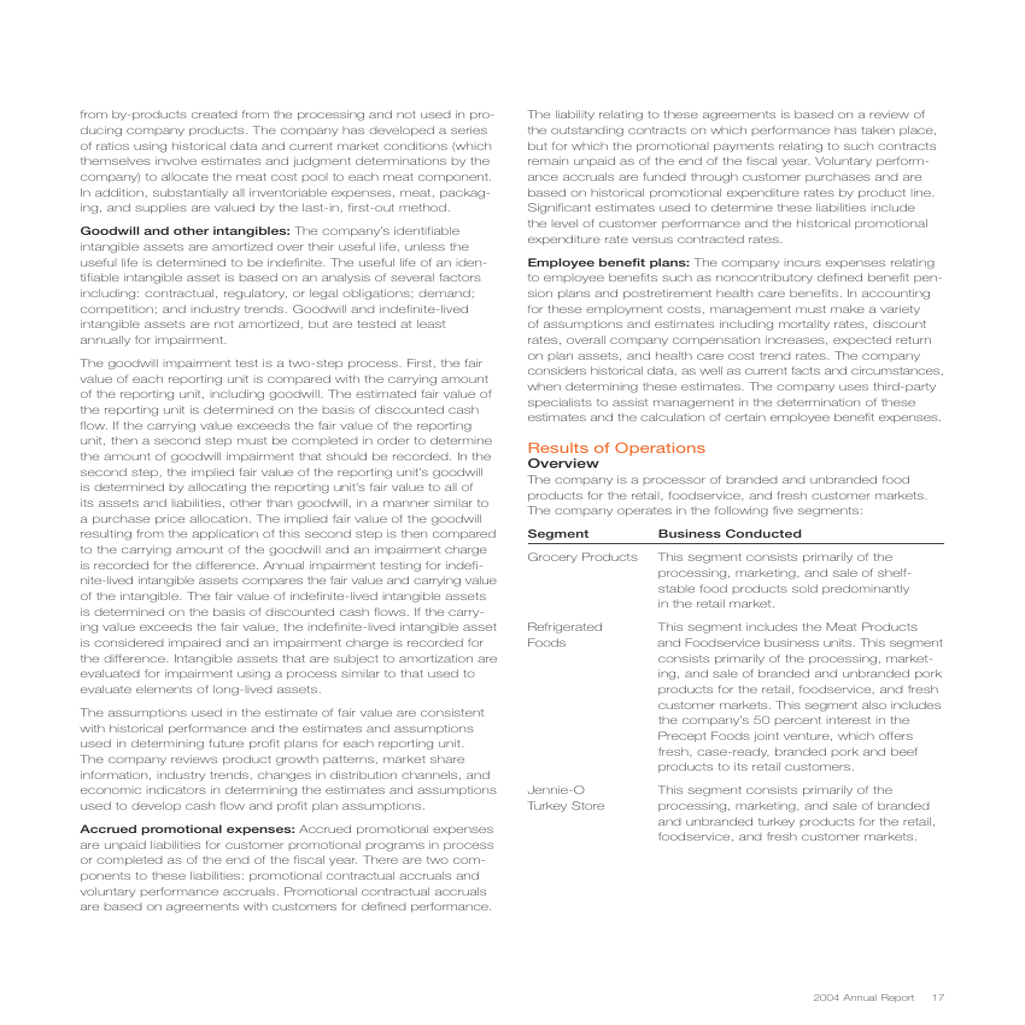 from by-products created from the processing and not used in pro-
ducing company products. The company has developed a series
of ratios using historical data and current market conditions (which
themselves involve estimates and judgment determinations by the
company) to allocate the meat cost pool to each meat component.
In addition, substantially all inventoriable expenses, meat, packag-
ing, and supplies are valued by the last-in, first-out method.
Goodwill and other intangibles: The company's identifiable
intangible assets are amortized over their useful life, unless the
useful life is determined to be indefinite. The useful life of an iden-
tifiable intangible asset is based on an analysis of several factors
including: contractual, regulatory, or legal obligations; demand;
competition; and industry trends. Goodwill and indefinite-lived
intangible assets are not amortized, but are tested at least
annually for impairment.
The goodwill impairment test is a two-step process. First, the fair
value of each reporting unit is compared with the carrying amount
of the reporting unit, including goodwill. The estimated fair value of
the reporting unit is determined on the basis of discounted cash
flow. If the carrying value exceeds the fair value of the reporting
unit, then a second step must be completed in order to determine
the amount of goodwill impairment that should be recorded. In the
second step, the implied fair value of the reporting unit's goodwill
is determined by allocating the reporting unit's fair value to all of
its assets and liabilities, other than goodwill, in a manner similar to
a purchase price allocation. The implied fair value of the goodwill
resulting from the application of this second step is then compared
to the carrying amount of the goodwill and an impairment charge
is recorded for the difference. Annual impairment testing for indefi-
nite-lived intangible assets compares the fair value and carrying value
of the intangible. The fair value of indefinite-lived intangible assets
is determined on the basis of discounted cash flows. If the carry-
ing value exceeds the fair value, the indefinite-lived intangible asset
is considered impaired and an impairment charge is recorded for
the difference. Intangible assets that are subject to amortization are
evaluated for impairment using a process similar to that used to
evaluate elements of long-lived assets.
The assumptions used in the estimate of fair value are consistent
with historical performance and the estimates and assumptions
used in determining future profit plans for each reporting unit.
The company reviews product growth patterns, market share
information, industry trends, changes in distribution channels, and
economic indicators in determining the estimates and assumptions
used to develop cash flow and profit plan assumptions.
Accrued promotional expenses: Accrued promotional expenses
are unpaid liabilities for customer promotional programs in process
or completed as of the end of the fiscal year. There are two com-
ponents to these liabilities: promotional contractual accruals and
voluntary performance accruals. Promotional contractual accruals
are based on agreements with customers for defined performance.
The liability relating to these agreements is based on a review of
the outstanding contracts on which performance has taken place,
but for which the promotional payments relating to such contracts
remain unpaid as of the end of the fiscal year. Voluntary perform-
ance accruals are funded through customer purchases and are
based on historical promotional expenditure rates by product line.
Significant estimates used to determine these liabilities include
the level of customer performance and the historical promotional
expenditure rate versus contracted rates.
Employee benefit plans: The company incurs expenses relating
to employee benefits such as noncontributory defined benefit pen-
sion plans and postretirement health care benefits. In accounting
for these employment costs, management must make a variety
of assumptions and estimates including mortality rates, discount
rates, overall company compensation increases, expected return
on plan assets, and health care cost trend rates. The company
considers historical data, as well as current facts and circumstances,
when determining these estimates. The company uses third-party
specialists to assist management in the determination of these
estimates and the calculation of certain employee benefit expenses.
Results of Operations
Overview
The company is a processor of branded and unbranded food
products for the retail, foodservice, and fresh customer markets.
The company operates in the following five segments:
Segment Business Conducted
Grocery Products This segment consists primarily of the
processing, marketing, and sale of shelf-
stable food products sold predominantly
in the retail market.
Refrigerated This segment includes the Meat Products
Foods and Foodservice business units. This segment
consists primarily of the processing, market-
ing, and sale of branded and unbranded pork
products for the retail, foodservice, and fresh
customer markets. This segment also includes
the company's 50 percent interest in the
Precept Foods joint venture, which offers
fresh, case-ready, branded pork and beef
products to its retail customers.
Jennie-O This segment consists primarily of the
Turkey Store processing, marketing, and sale of branded
and unbranded turkey products for the retail,
foodservice, and fresh customer markets.
2004 Annual Report 17